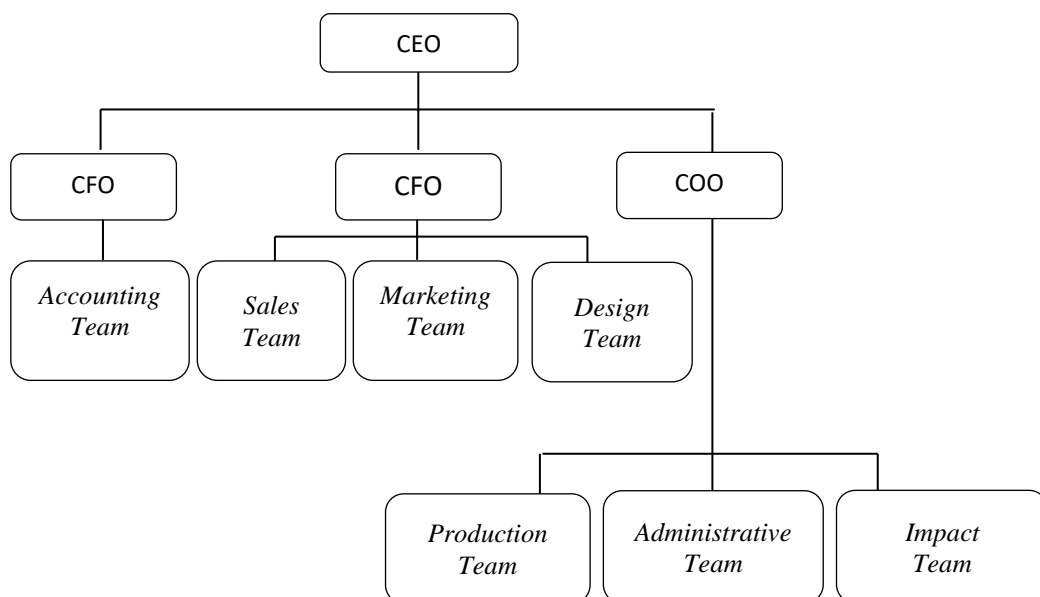 CEO
CFO
CFO
COO
Accounting
Team
Sales
Team
Marketing
Team
Design
Team
Production
Team
Administrative
Team
Impact
Team